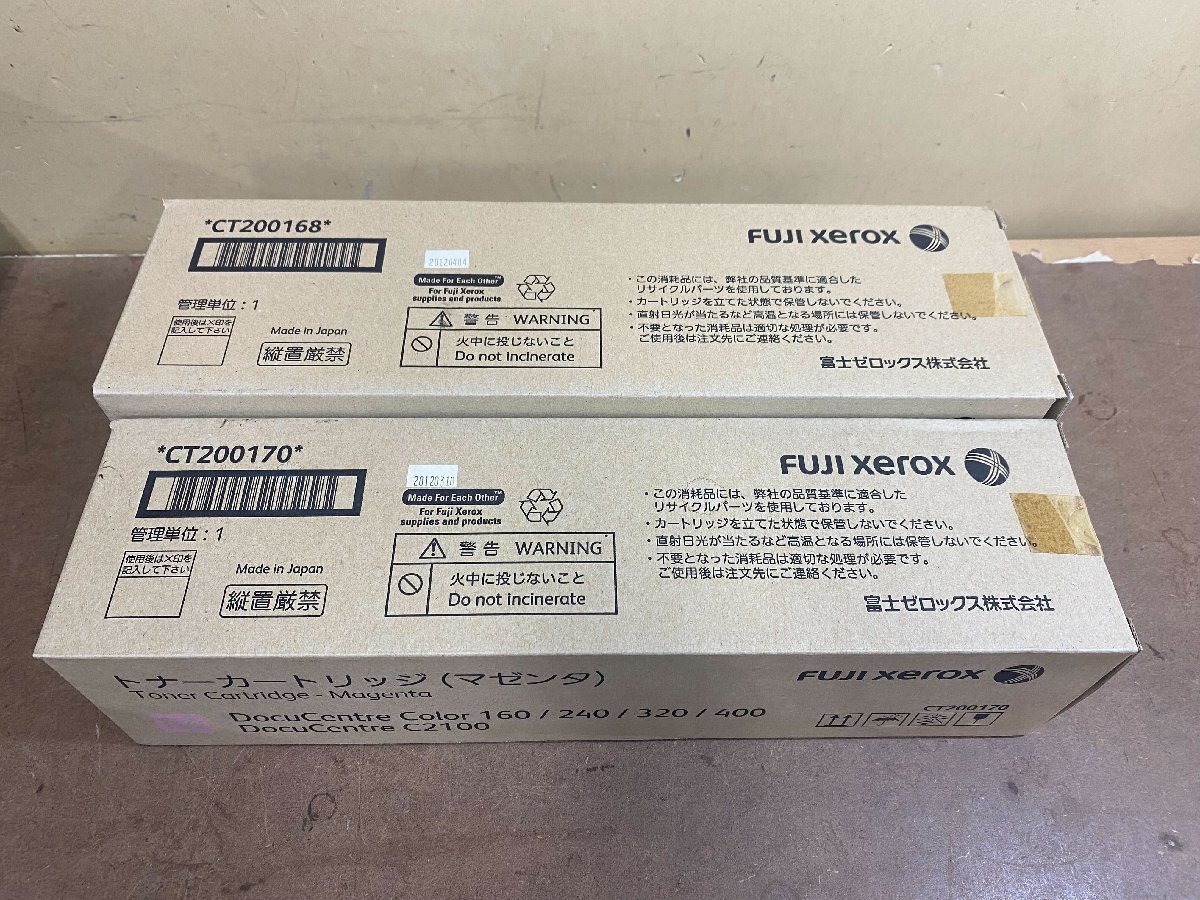 *CT200168*
FUJI xerox
20120404
Made For Each Other™
For Fuji Xerox
supplies and products
管理単位：1
使用後は×印を
記入して下さい
Made in Japan
縦置厳禁
警告 WARNING
火中に投じないこと
Do not incinerate
・この消耗品には、弊社の品質基準に適合した
リサイクルパーツを使用しております。
・カートリッジを立てた状態で保管しないでください。
・直射日光が当たるなど高温となる場所には保管しないでください。
・不要となった消耗品は適切な処理が必要です。
ご使用後は注文先にご連絡ください。
富士ゼロックス株式会社
*CT200170*
FUJI xerox
Made For Each Other™
For Fuji Xerox
supplies and products
管理単位：1
使用後は×印を
記入して下さい
Made in Japan
縦置厳禁
警告 WARNING
火中に投じないこと
Do not incinerate
・この消耗品には、弊社の品質基準に適合した
リサイクルパーツを使用しております。
・カートリッジを立てた状態で保管しないでください。
・直射日光が当たるなど高温となる場所には保管しないでください。
・不要となった消耗品は適切な処理が必要です。
ご使用後は注文先にご連絡ください。
富士ゼロックス株式会社
トナーカートリッジ（マゼンタ）
Toner Cartridge - Magenta
DocuCentre Color 160 / 240 / 320 / 400
DocuCentre C2100
FUJI xerox
CT200170